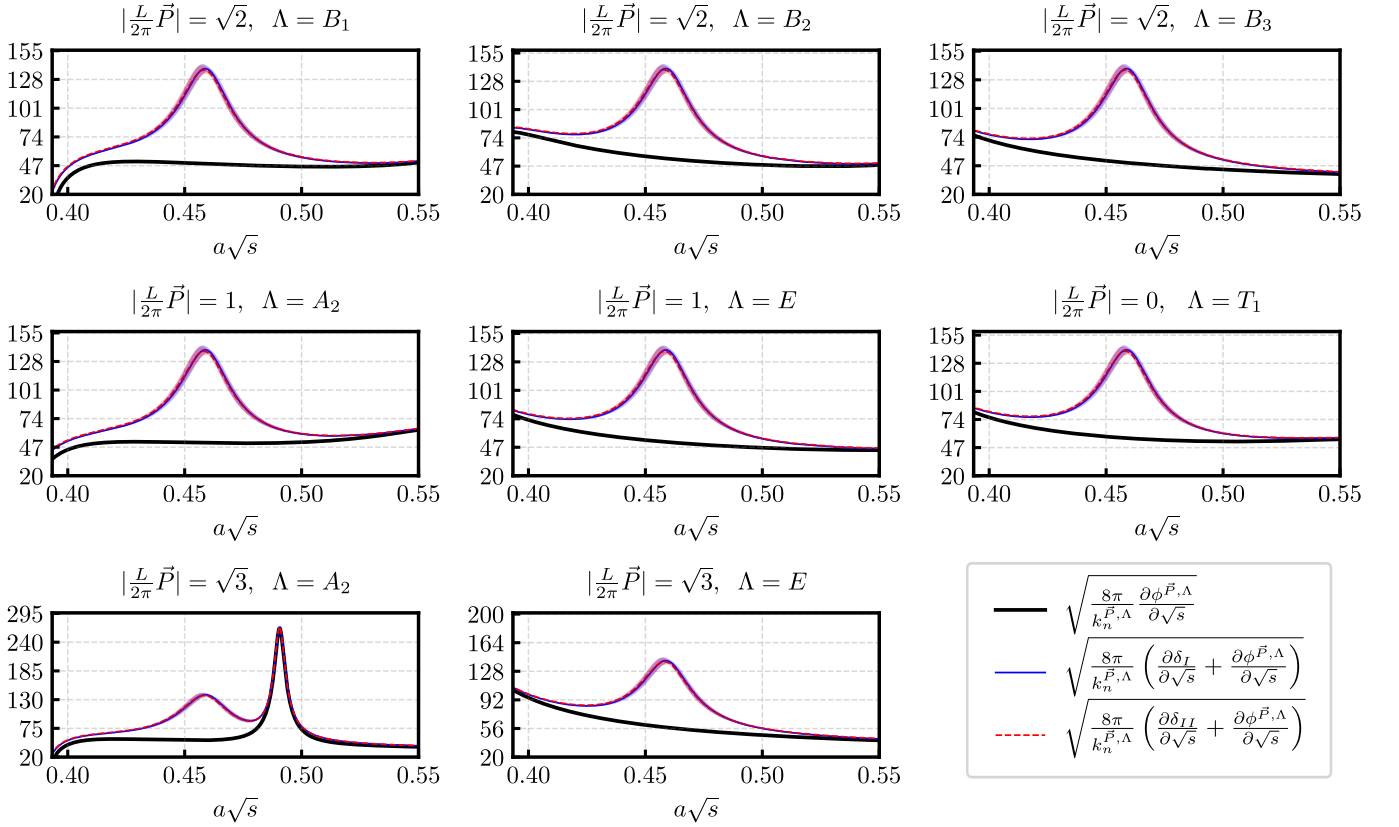 |L/2π P⃗| = √2, Λ = B₁
|L/2π P⃗| = √2, Λ = B₂
|L/2π P⃗| = √2, Λ = B₃
155
128
101
74
47
20
0.40 0.45 0.50 0.55
a√s
155
128
101
74
47
20
0.40 0.45 0.50 0.55
a√s
155
128
101
74
47
20
0.40 0.45 0.50 0.55
a√s
|L/2π P⃗| = 1, Λ = A₂
|L/2π P⃗| = 1, Λ = E
|L/2π P⃗| = 0, Λ = T₁
155
128
101
74
47
20
0.40 0.45 0.50 0.55
a√s
155
128
101
74
47
20
0.40 0.45 0.50 0.55
a√s
155
128
101
74
47
20
0.40 0.45 0.50 0.55
a√s
|L/2π P⃗| = √3, Λ = A₂
|L/2π P⃗| = √3, Λ = E
295
240
185
130
75
20
0.40 0.45 0.50 0.55
a√s
200
164
128
92
56
20
0.40 0.45 0.50 0.55
a√s
√(8π/k_n^{P⃗,Λ} ∂φ^{P⃗,Λ}/∂√s)
√(8π/k_n^{P⃗,Λ} (∂δ_I/∂√s + ∂φ^{P⃗,Λ}/∂√s))
√(8π/k_n^{P⃗,Λ} (∂δ_{II}/∂√s + ∂φ^{P⃗,Λ}/∂√s))